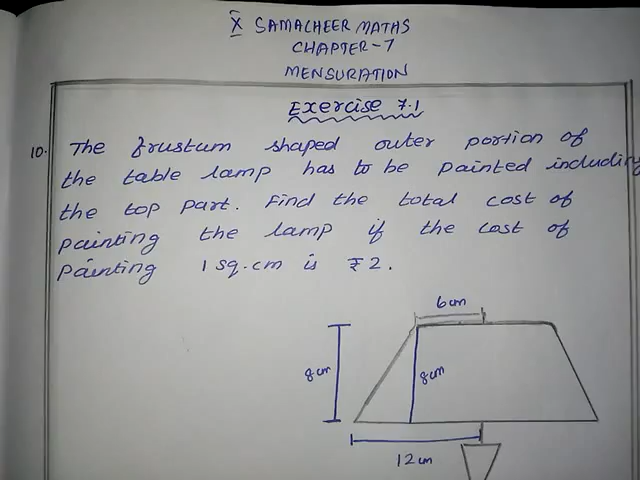 X SAMACHEER MATHS
CHAPTER-7
MENSURATION
Exercise 7.1
10. The frustum shaped outer portion of
the table lamp has to be painted including
the top part. Find the total cost of
painting the lamp if the cost of
painting 1 sq.cm is ₹2.
6cm
8cm
8cm
12cm